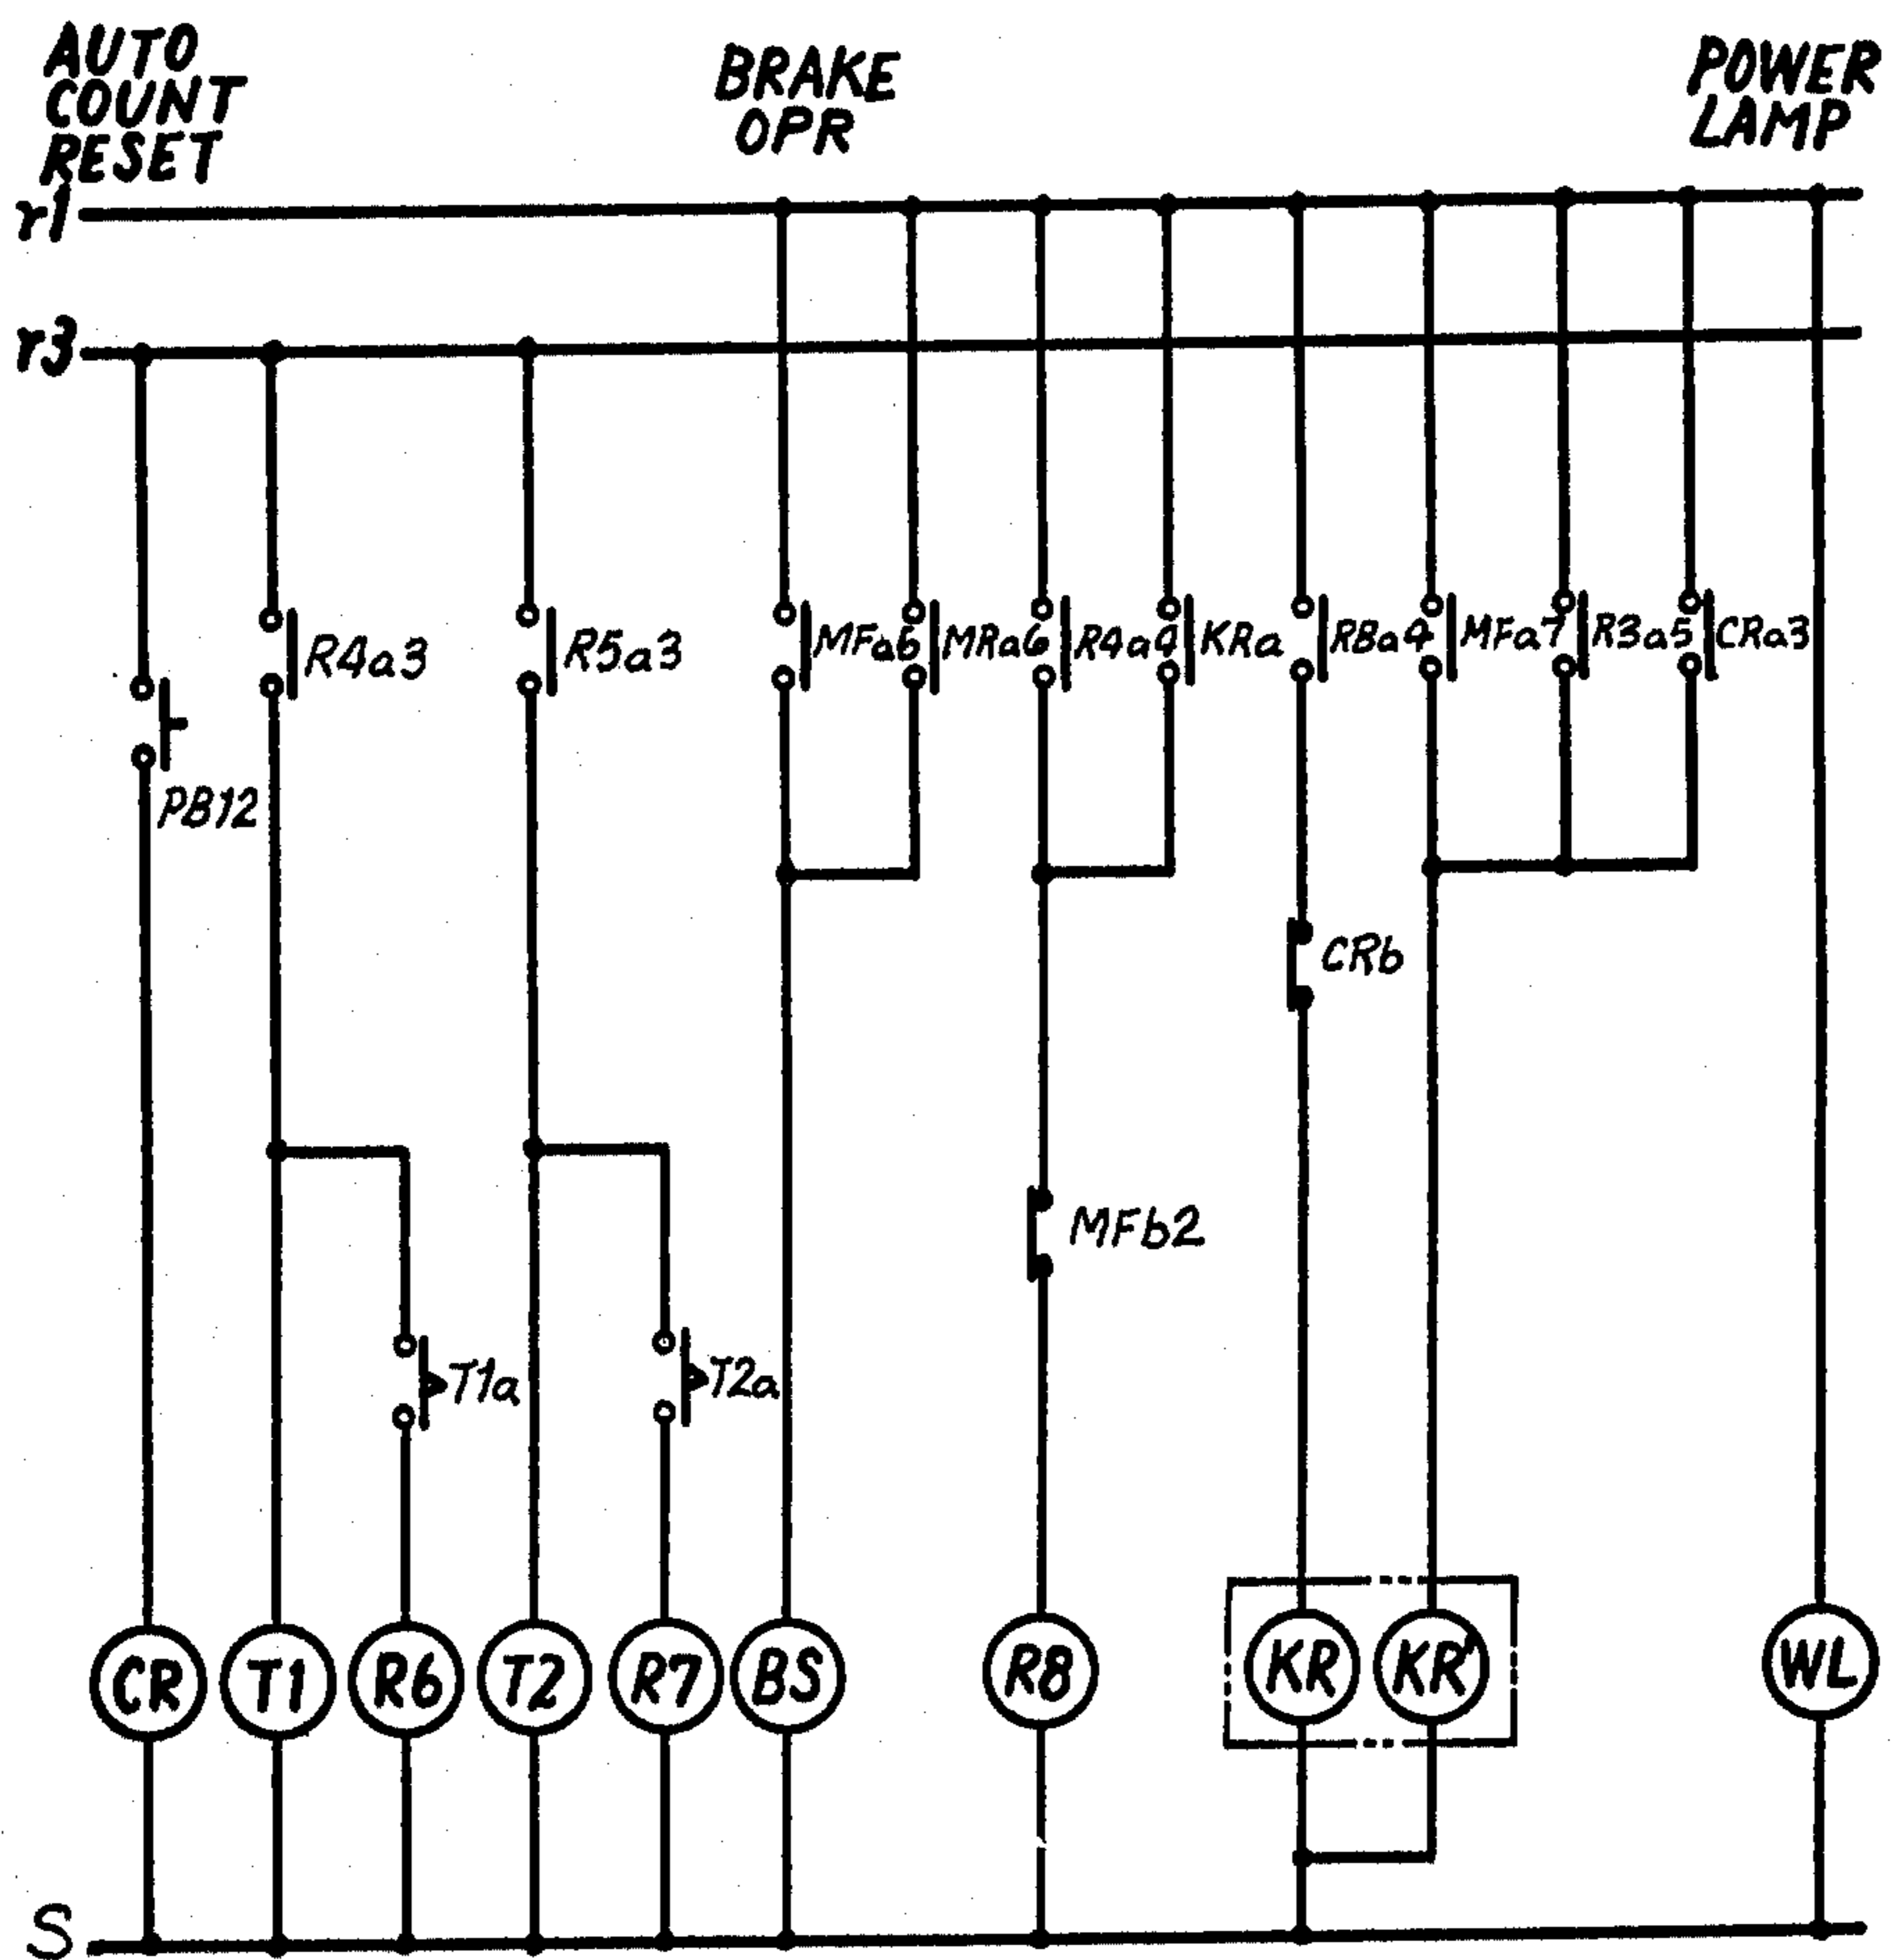 AUTO
COUNT
RESET
BRAKE
OPR
POWER
LAMP
r1
r3
R4a3
R5a3
MFa6
MRa6
R4a4
KRa
R8a4
MFa7
R3a5
CRa3
PB12
CRb
MFb2
T1a
T2a
CR
T1
R6
T2
R7
BS
R8
KR
KR'
WL
S